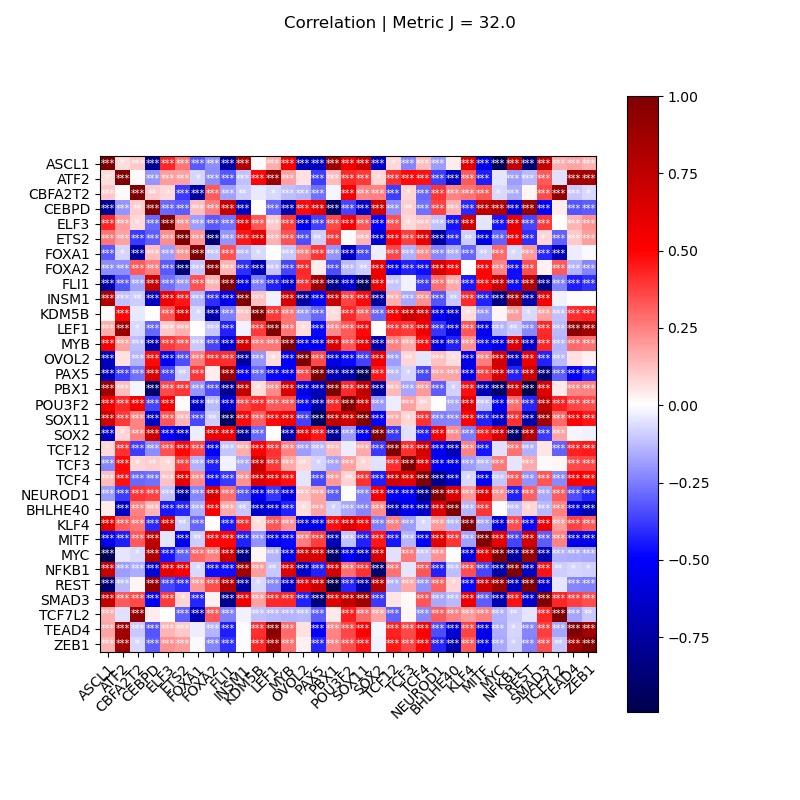 Correlation | Metric J = 32.0
ASCL1
ATF2
CBFA2T2
CEBPD
ELF3
ETS2
FOXA1
FOXA2
FLI1
INSM1
KDM5B
LEF1
MYB
OVOL2
PAX5
PBX1
POU3F2
SOX11
SOX2
TCF12
TCF3
TCF4
NEUROD1
BHLHE40
KLF4
MITF
MYC
NFKB1
REST
SMAD3
TCF7L2
TEAD4
ZEB1
ASCL1
ATF2
CBFA2T2
CEBPD
ELF3
ETS2
FOXA1
FOXA2
FLI1
INSM1
KDM5B
LEF1
MYB
OVOL2
PAX5
PBX1
POU3F2
SOX11
SOX2
TCF12
TCF3
TCF4
NEUROD1
BHLHE40
KLF4
MITF
MYC
NFKB1
REST
SMAD3
TCF7L2
TEAD4
ZEB1
1.00
0.75
0.50
0.25
0.00
−0.25
−0.50
−0.75